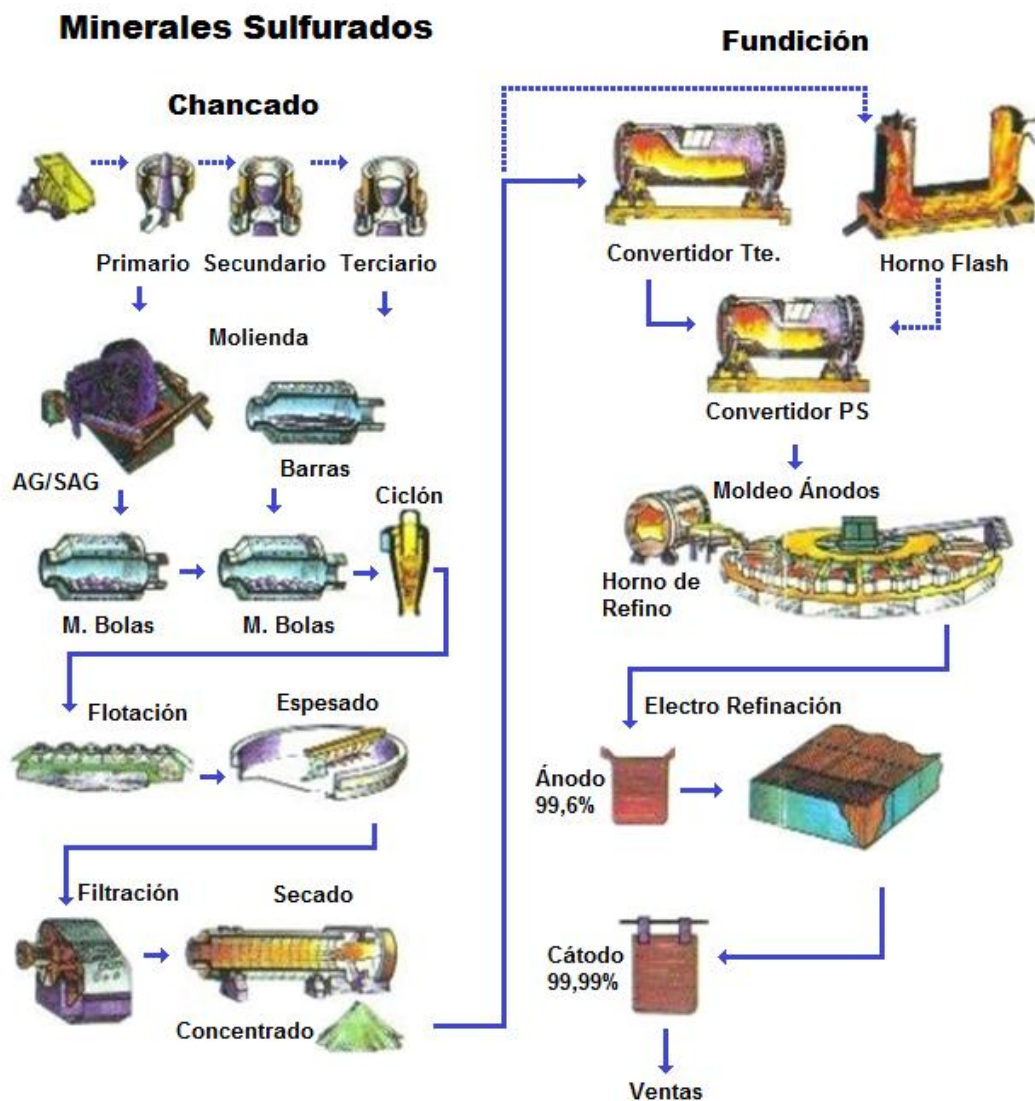 Minerales Sulfurados
Chancado
Primario
Secundario
Terciario
Molienda
AG/SAG
Barras
Ciclón
M. Bolas
M. Bolas
Flotación
Espesado
Filtración
Secado
Concentrado
Fundición
Convertidor Tte.
Horno Flash
Convertidor PS
Moldeo Ánodos
Horno de
Refino
Electro Refinación
Ánodo
99,6%
Cátodo
99,99%
Ventas